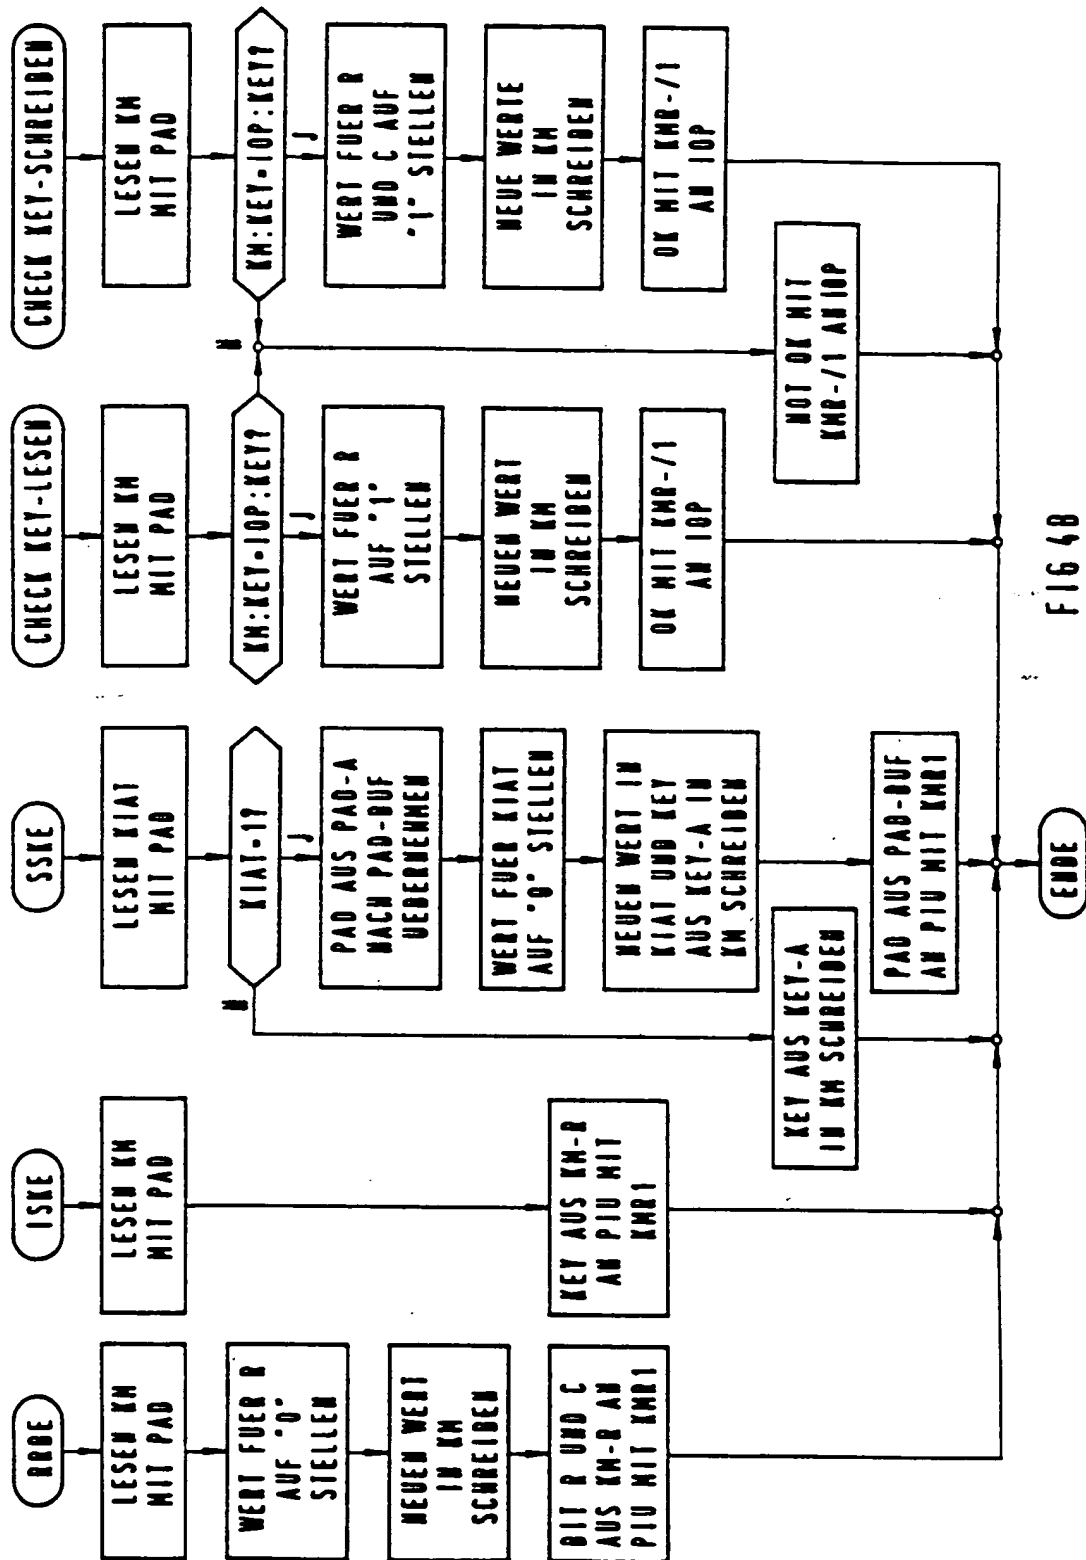 RRBE
LESEN KM
MIT PAD
WERT FUER R
AUF "0"
STELLEN
NEUEN WERT
IN KM
SCHREIBEN
BIT R UND C
AUS KM-R AN
PIU MIT KMR1
ISKE
LESEN KM
MIT PAD
KEY AUS KM-R
AN PIU MIT
KMR1
SSKE
LESEN KIAT
MIT PAD
KIAT=1?
N
J
PAD AUS PAD-A
NACH PAD-BUF
UEBERNEHMEN
WERT FUER KIAT
AUF "0" STELLEN
NEUEN WERT IN
KIAT UND KEY
AUS KEY-A IN
KM SCHREIBEN
KEY AUS KEY-A
IN KM SCHREIBEN
PAD AUS PAD-BUF
AN PIU MIT KMR1
CHECK KEY-LESEN
LESEN KM
MIT PAD
KM:KEY=IOP:KEY?
J
WERT FUER R
AUF "1"
STELLEN
NEUEN WERT
IN KM
SCHREIBEN
OK MIT KMR-/1
AN IOP
N
NOT OK MIT
KMR-/1 AN IOP
CHECK KEY-SCHREIBEN
LESEN KM
MIT PAD
KM:KEY=IOP:KEY?
J
WERT FUER R
UND C AUF
"1" STELLEN
NEUE WERTE
IN KM
SCHREIBEN
OK MIT KMR-/1
AN IOP
ENDE
FIG 4B